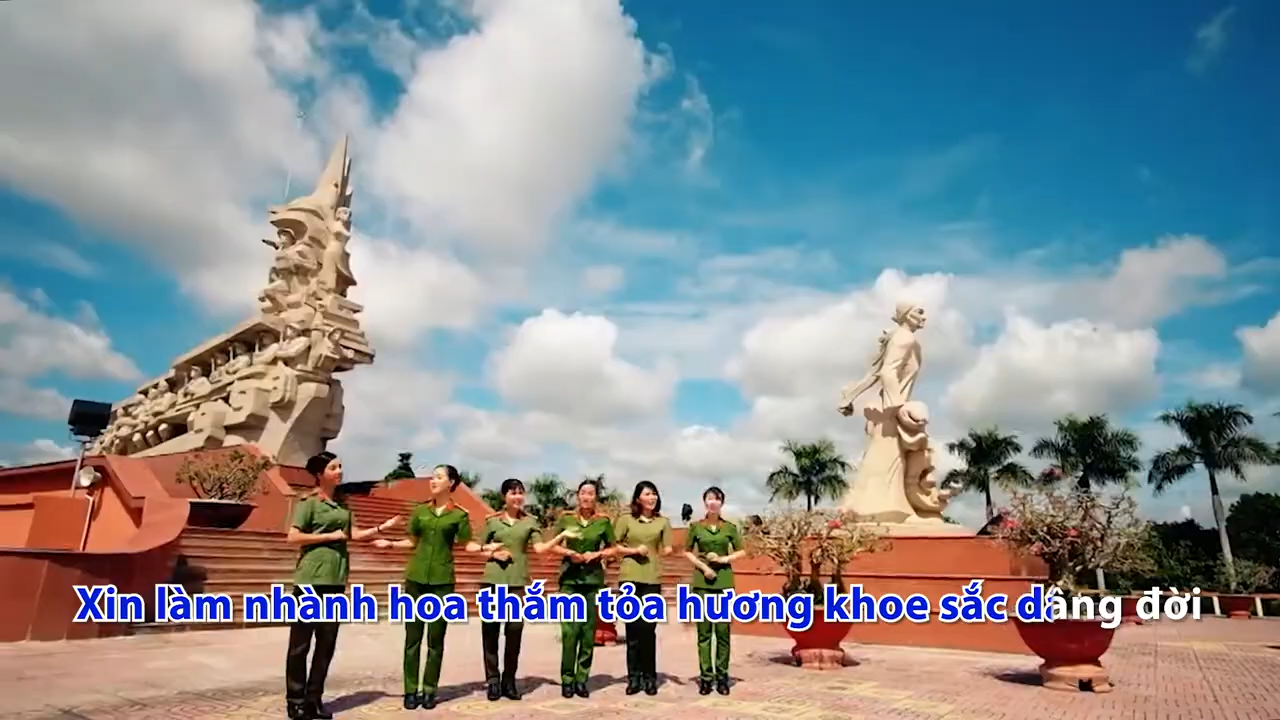 Xin làm nhành hoa thắm tỏa hương khoe sắc dâng đời